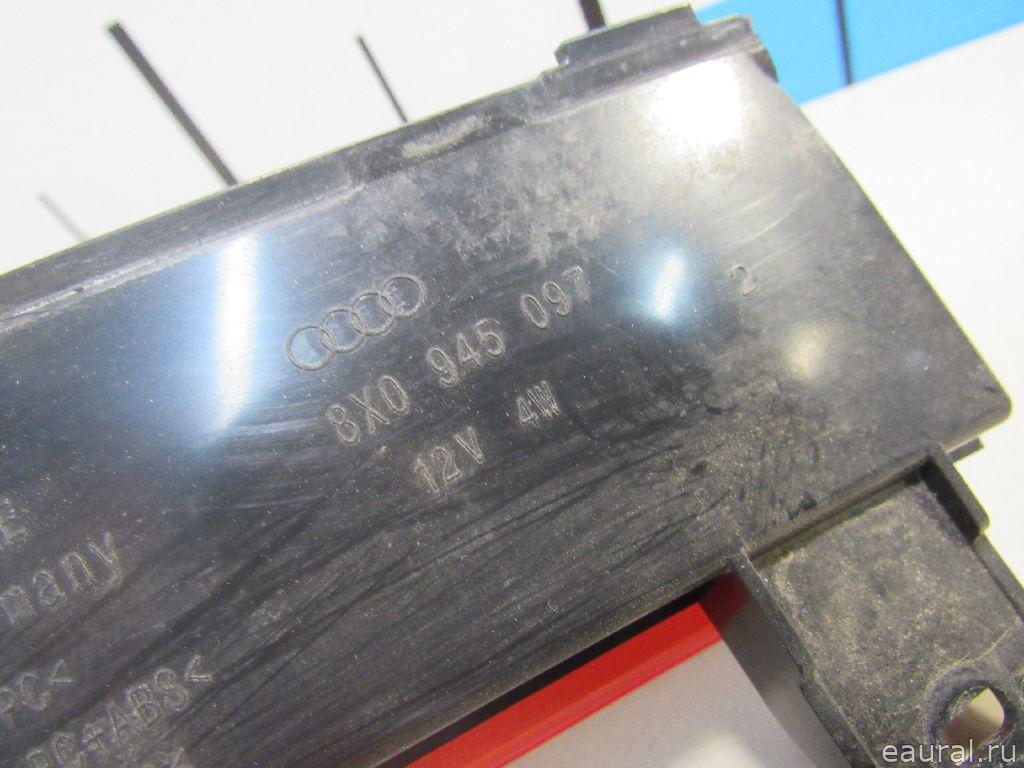 8X0 945 097 2
12V 4W
many
PC<
PC+ABS<
eaural.ru